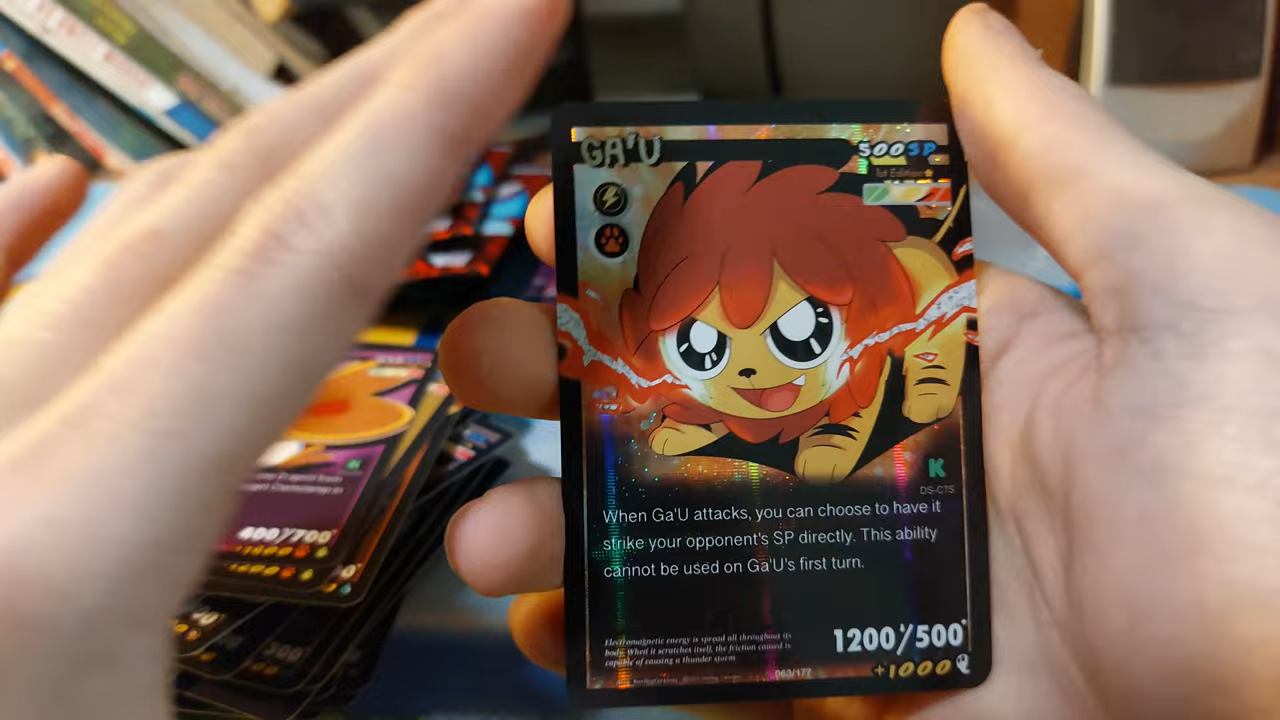 GA'U
500SP
1st Edition
K
DS-CTS
When Ga'U attacks, you can choose to have it
strike your opponent's SP directly. This ability
cannot be used on Ga'U's first turn.
1200/500
Electromagnetic energy is spread all throughout its
body. When it scratches itself, the friction caused is
capable of causing a thunder storm
+1000
063/177
400/700